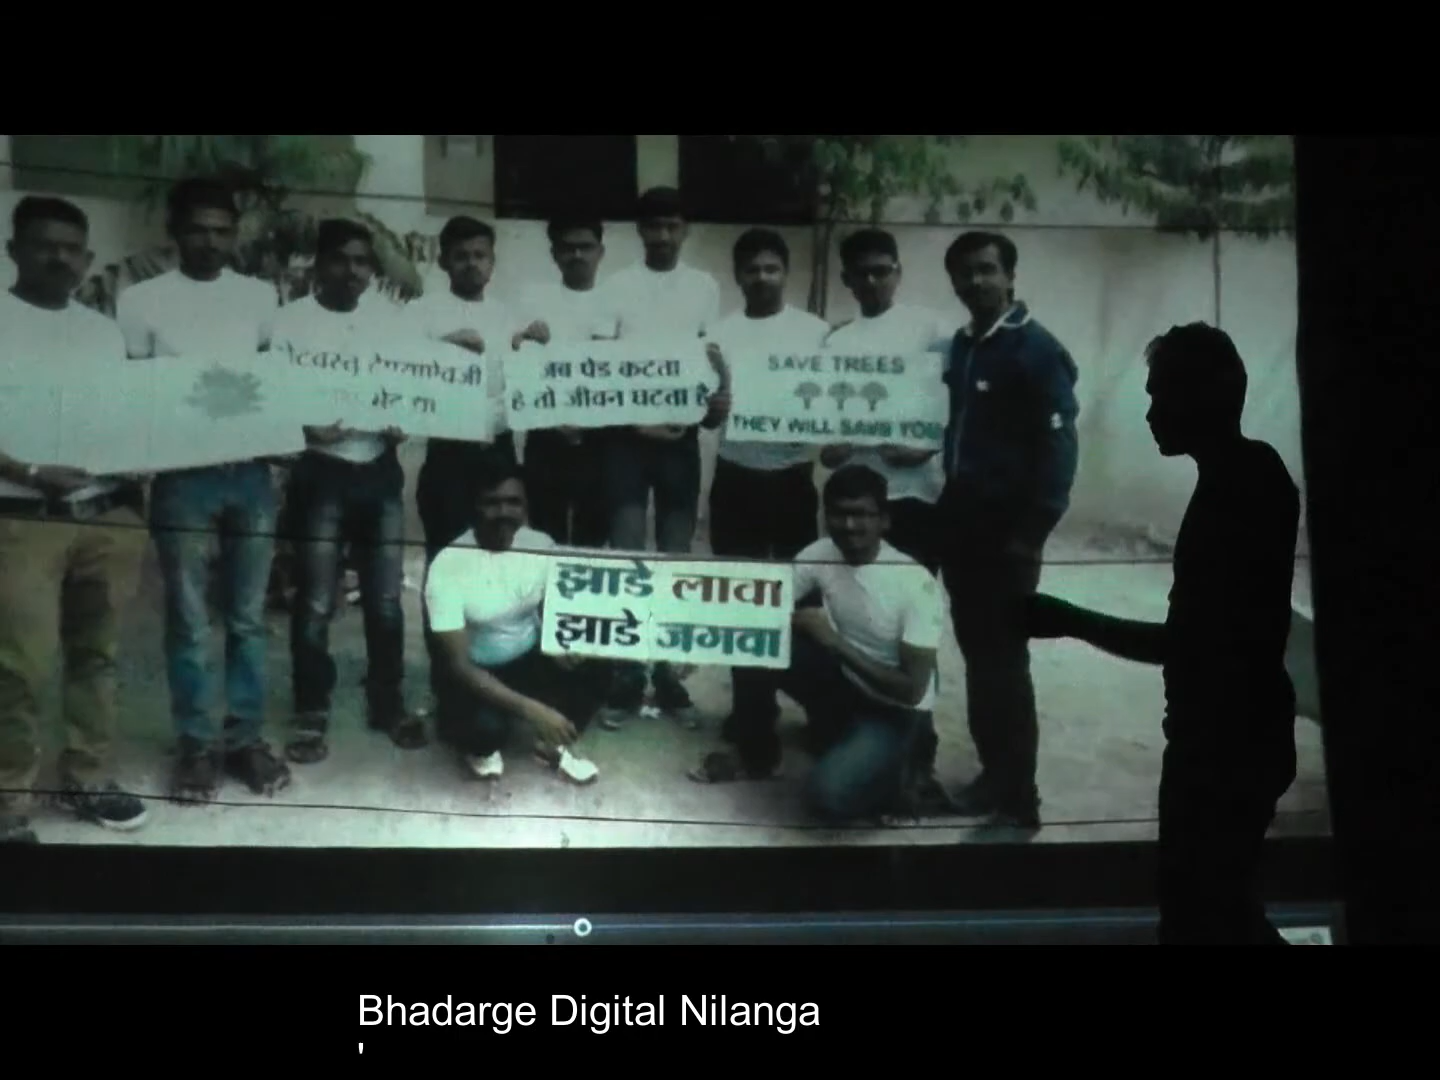 भेट द्या
जब पेड कटता
है तो जीवन घटता है
SAVE TREES
THEY WILL SAVE YOU
झाडे लावा
झाडे जगवा
Bhadarge Digital Nilanga
'